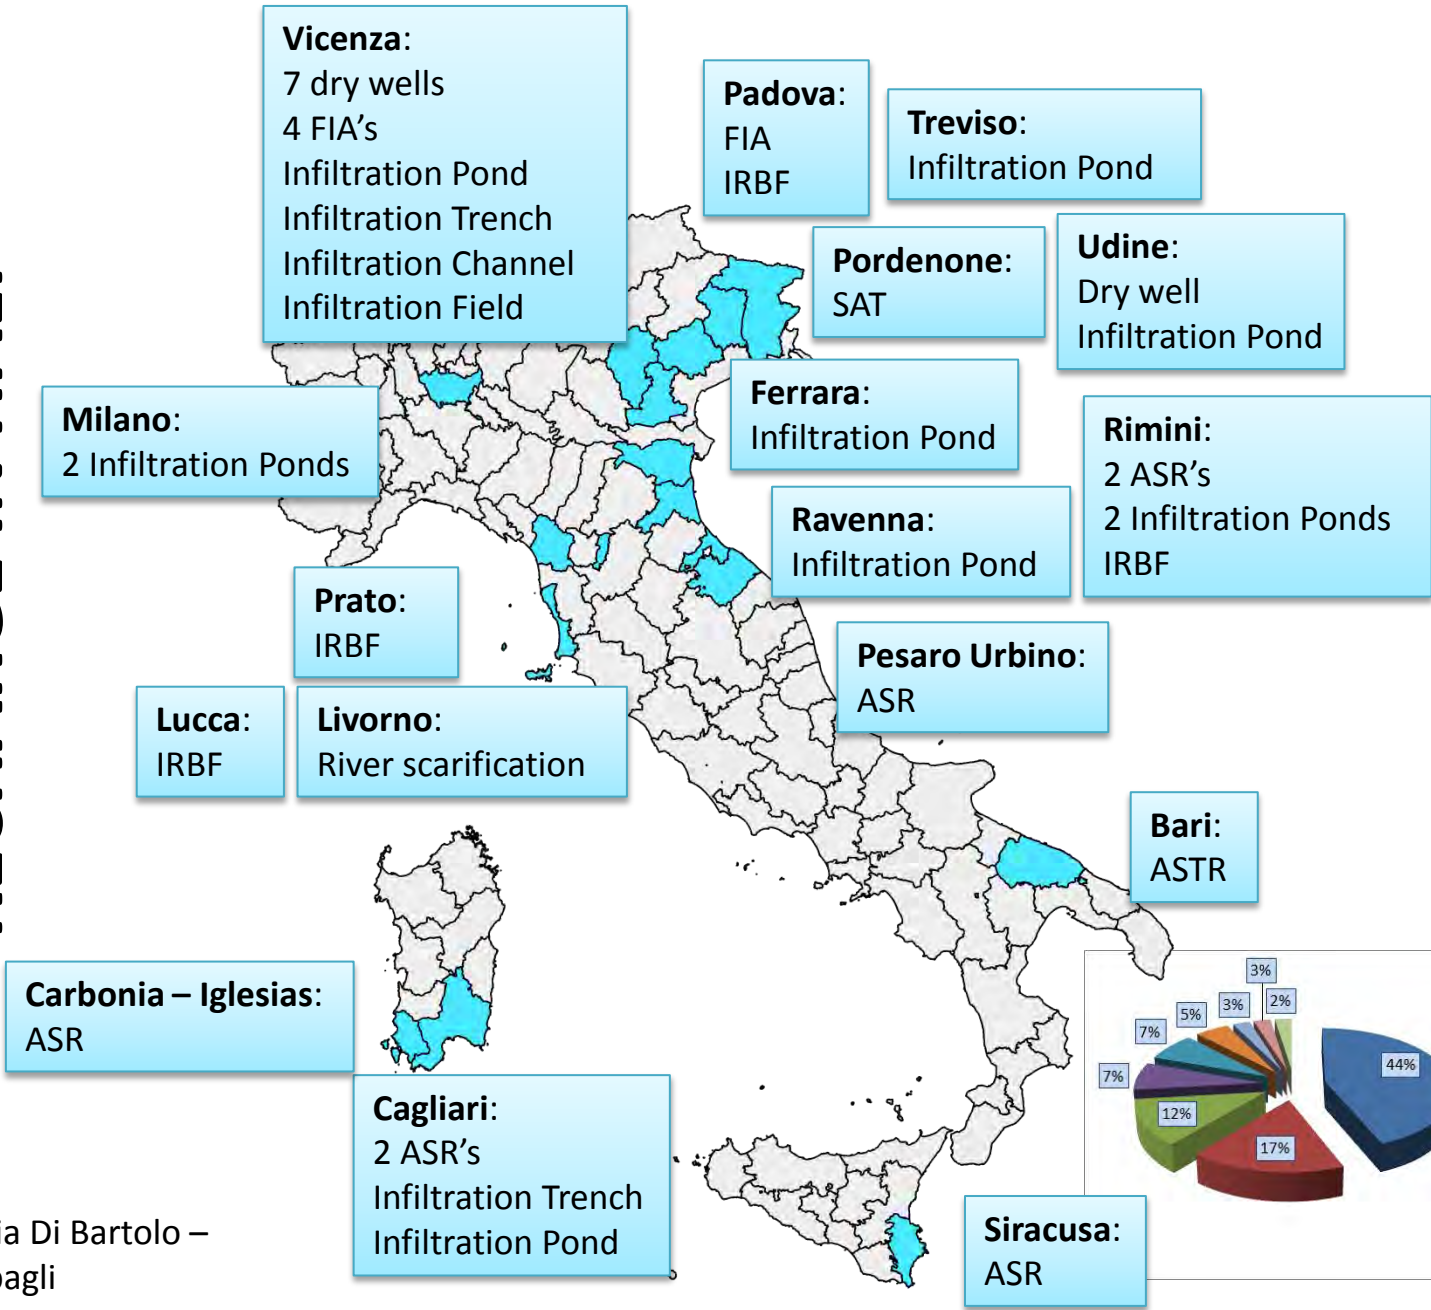 Vicenza:
7 dry wells
4 FIA's
Infiltration Pond
Infiltration Trench
Infiltration Channel
Infiltration Field
Padova:
FIA
IRBF
Treviso:
Infiltration Pond
Pordenone:
SAT
Udine:
Dry well
Infiltration Pond
Milano:
2 Infiltration Ponds
Ferrara:
Infiltration Pond
Rimini:
2 ASR's
2 Infiltration Ponds
IRBF
Ravenna:
Infiltration Pond
Prato:
IRBF
Pesaro Urbino:
ASR
Lucca:
IRBF
Livorno:
River scarification
Bari:
ASTR
Carbonia – Iglesias:
ASR
Cagliari:
2 ASR's
Infiltration Trench
Infiltration Pond
Siracusa:
ASR
3%
2%
3%
5%
7%
7%
12%
17%
44%
Di Bartolo –